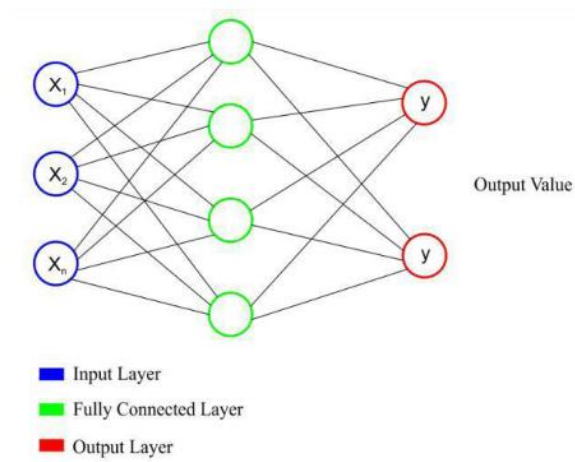 X₁
y
X₂
Output Value
Xₙ
y
Input Layer
Fully Connected Layer
Output Layer